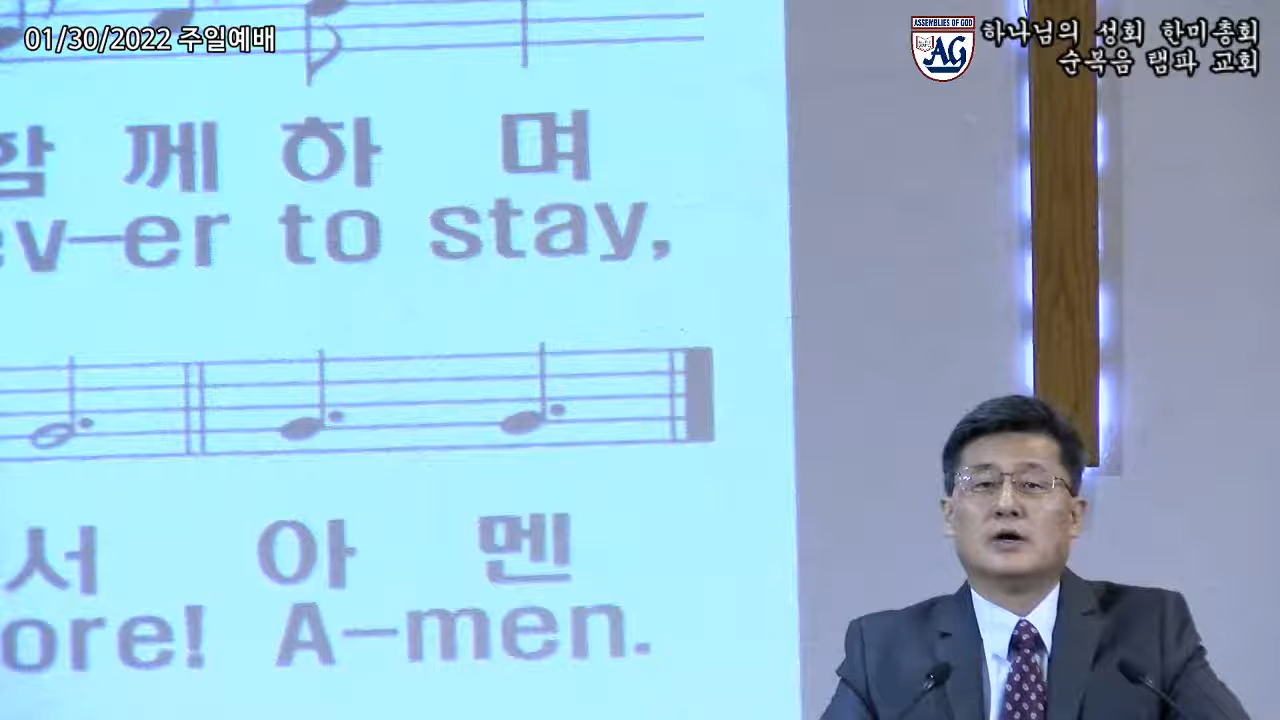 01/30/2022 주일예배
ASSEMBLIES OF GOD
AG
하나님의 성회 한미총회
순복음 탬파 교회
함 께 하 며
ev-er to stay,
서 아 멘
ore! A-men.